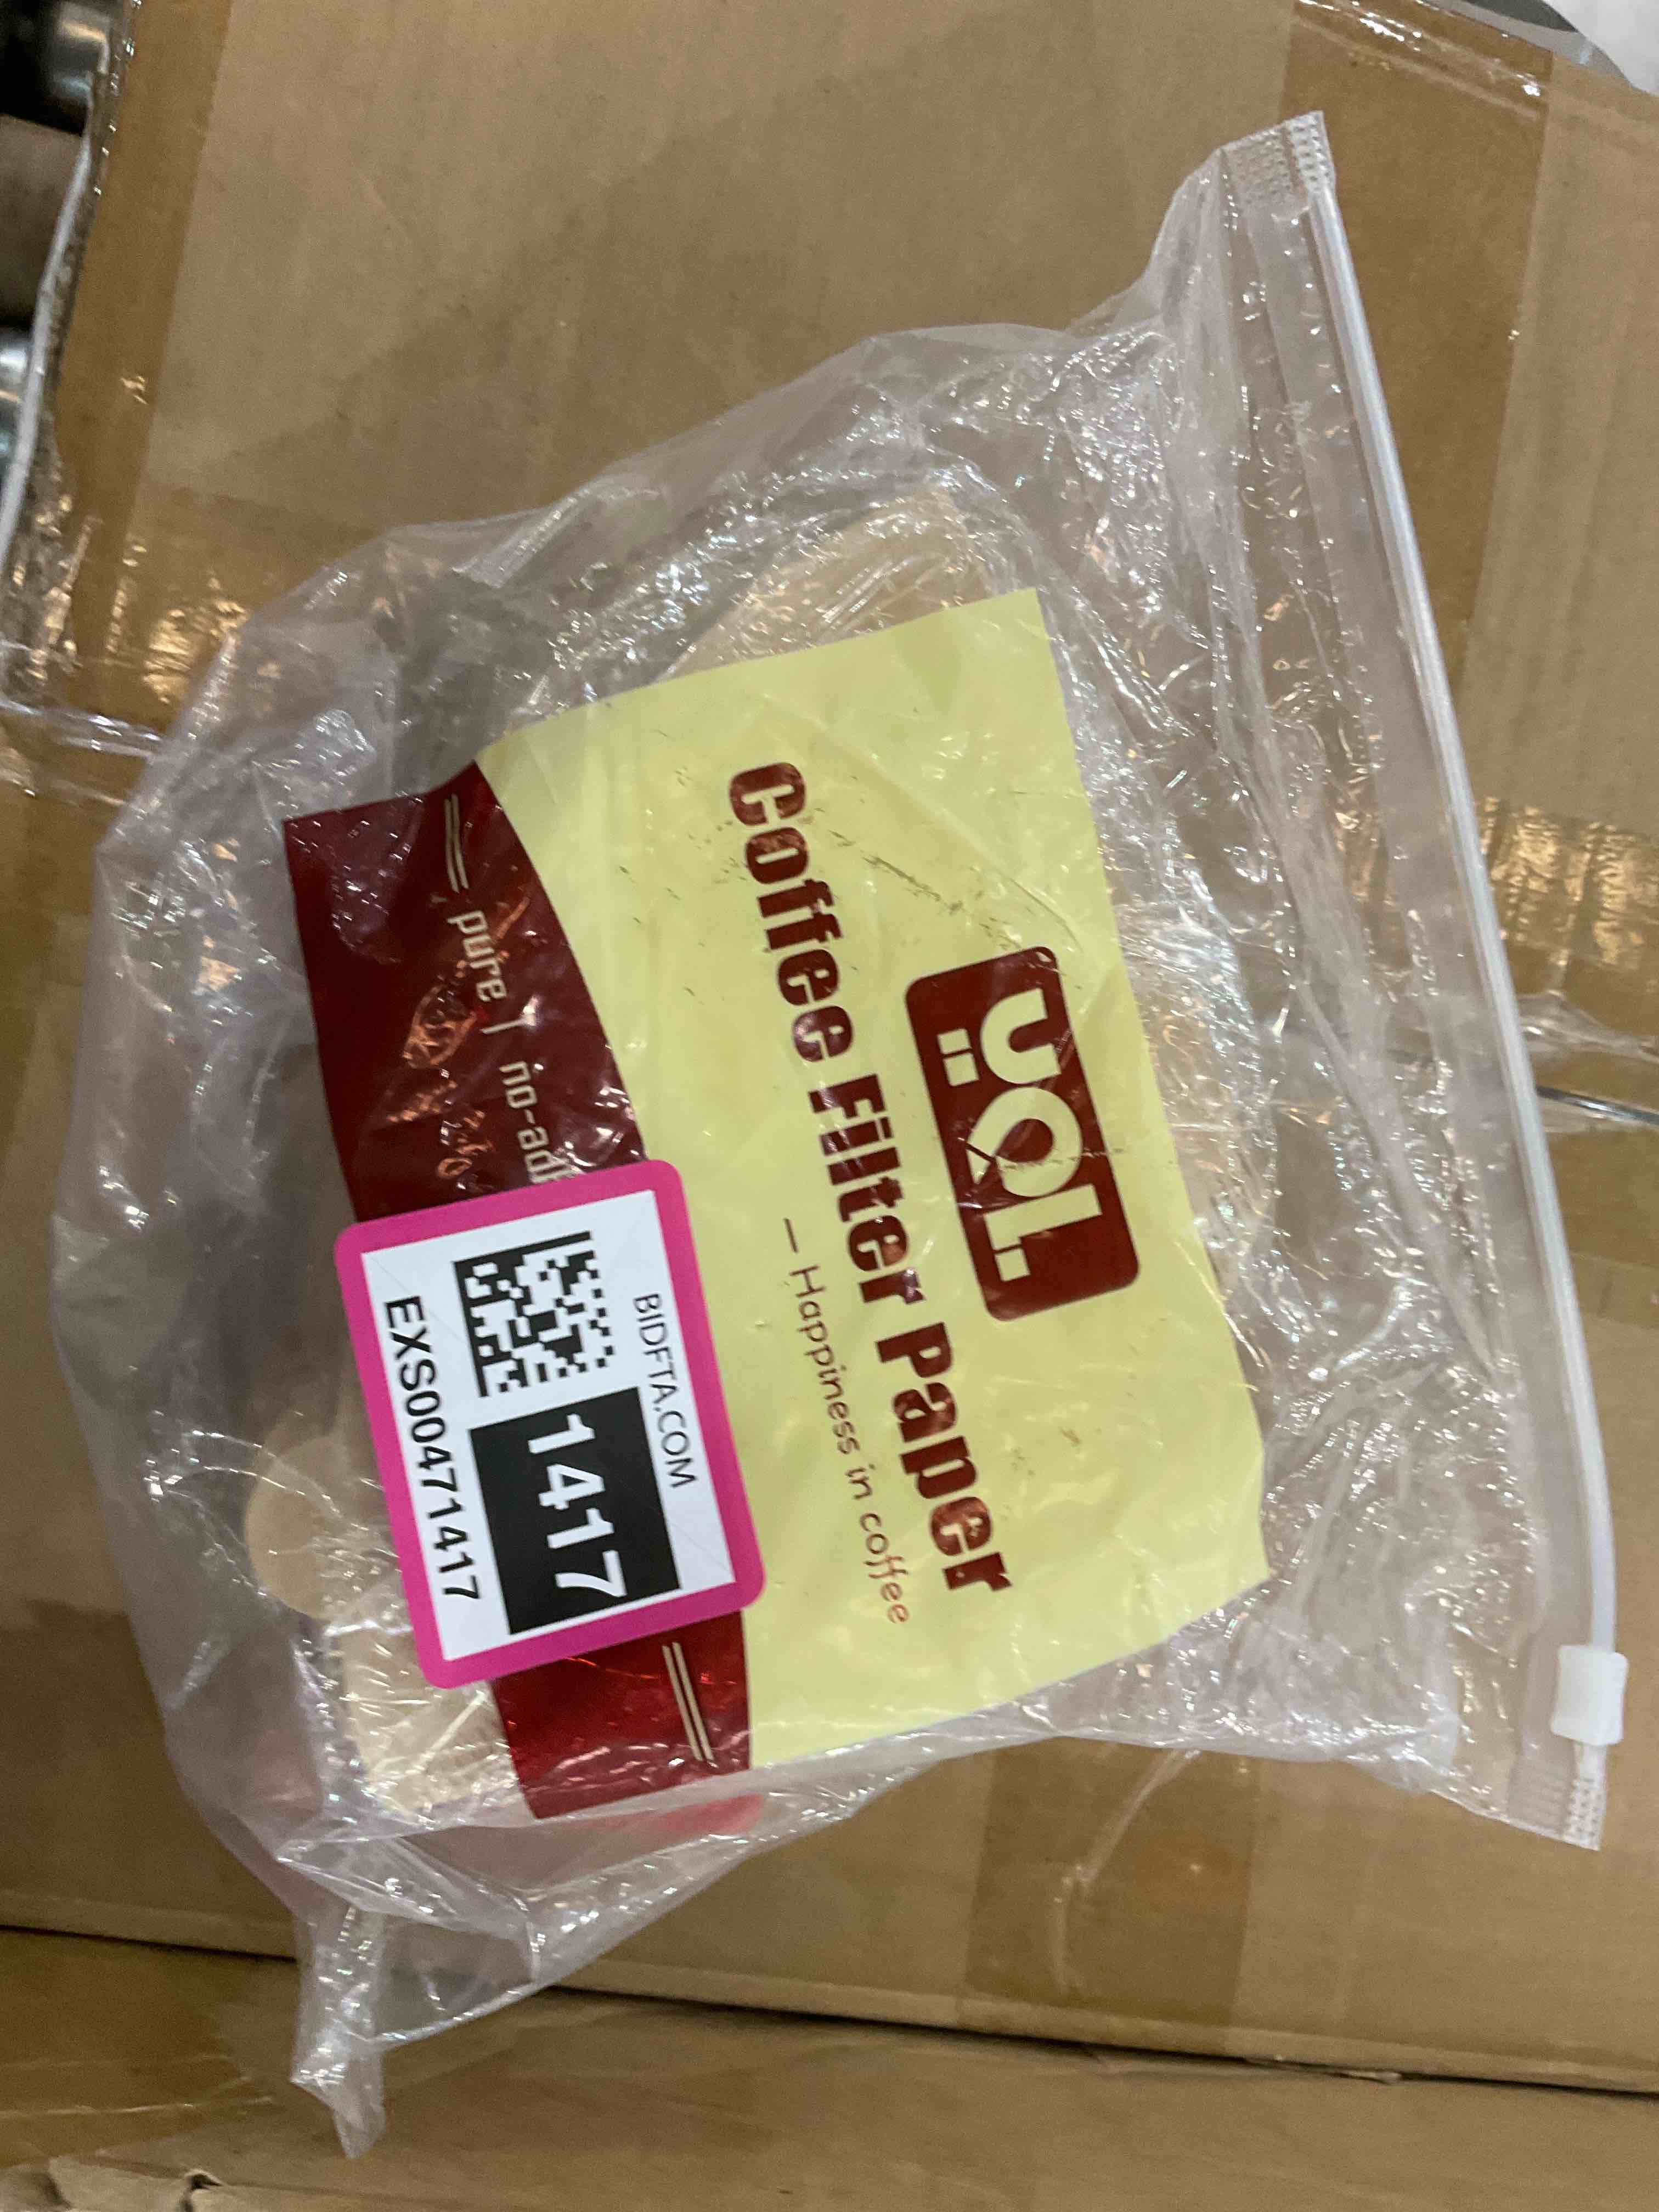 UQL
Coffee Filter Paper
— Happiness in coffee
pure | no-ad
BIDFTA.COM
1417
EXS00471417